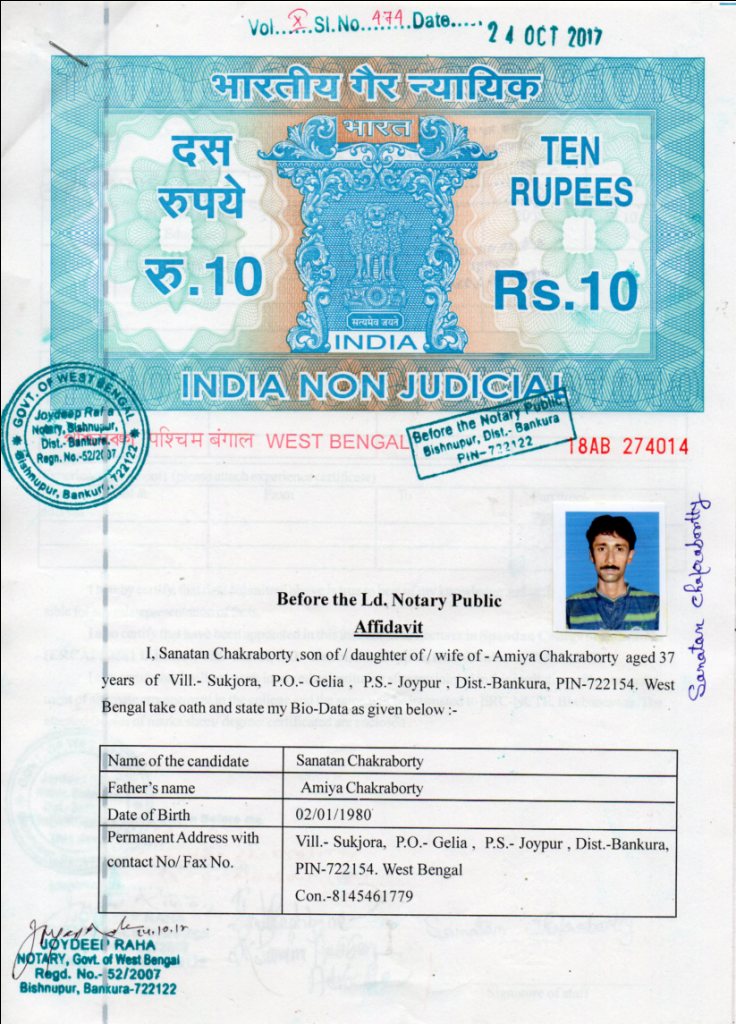 Vol......X...Sl.No. 474 .Date.....
24 OCT 2017
भारतीय गैर न्यायिक
भारत
दस
रुपये
रु.10
TEN
RUPEES
Rs.10
सत्यमेव जयते
INDIA
INDIA NON JUDICIAL
GOVT. OF WEST BENGAL
Joydeep Raha
Notary, Bishnupur,
Dist.- Bankura.
Regn. No.-52/2007
Bishnupur, Bankura, 722122
पश्चिम बंगाल WEST BENGAL
Before the Notary Public
Bishnupur, Dist.- Bankura
PIN-722122
18AB 274014
Sanatan Chakraborty
Before the Ld, Notary Public
Affidavit
I, Sanatan Chakraborty ,son of / daughter of / wife of - Amiya Chakraborty aged 37
years of Vill.- Sukjora, P.O.- Gelia , P.S.- Joypur , Dist.-Bankura, PIN-722154. West
Bengal take oath and state my Bio-Data as given below :-
Name of the candidate Sanatan Chakraborty
Father's name Amiya Chakraborty
Date of Birth 02/01/1980
Permanent Address with Vill.- Sukjora, P.O.- Gelia , P.S.- Joypur , Dist.-Bankura,
contact No/ Fax No. PIN-722154. West Bengal
Con.-8145461779
24.10.17
JOYDEEP RAHA
NOTARY, Govt. of West Bengal
Regd. No.- 52/2007
Bishnupur, Bankura-722122